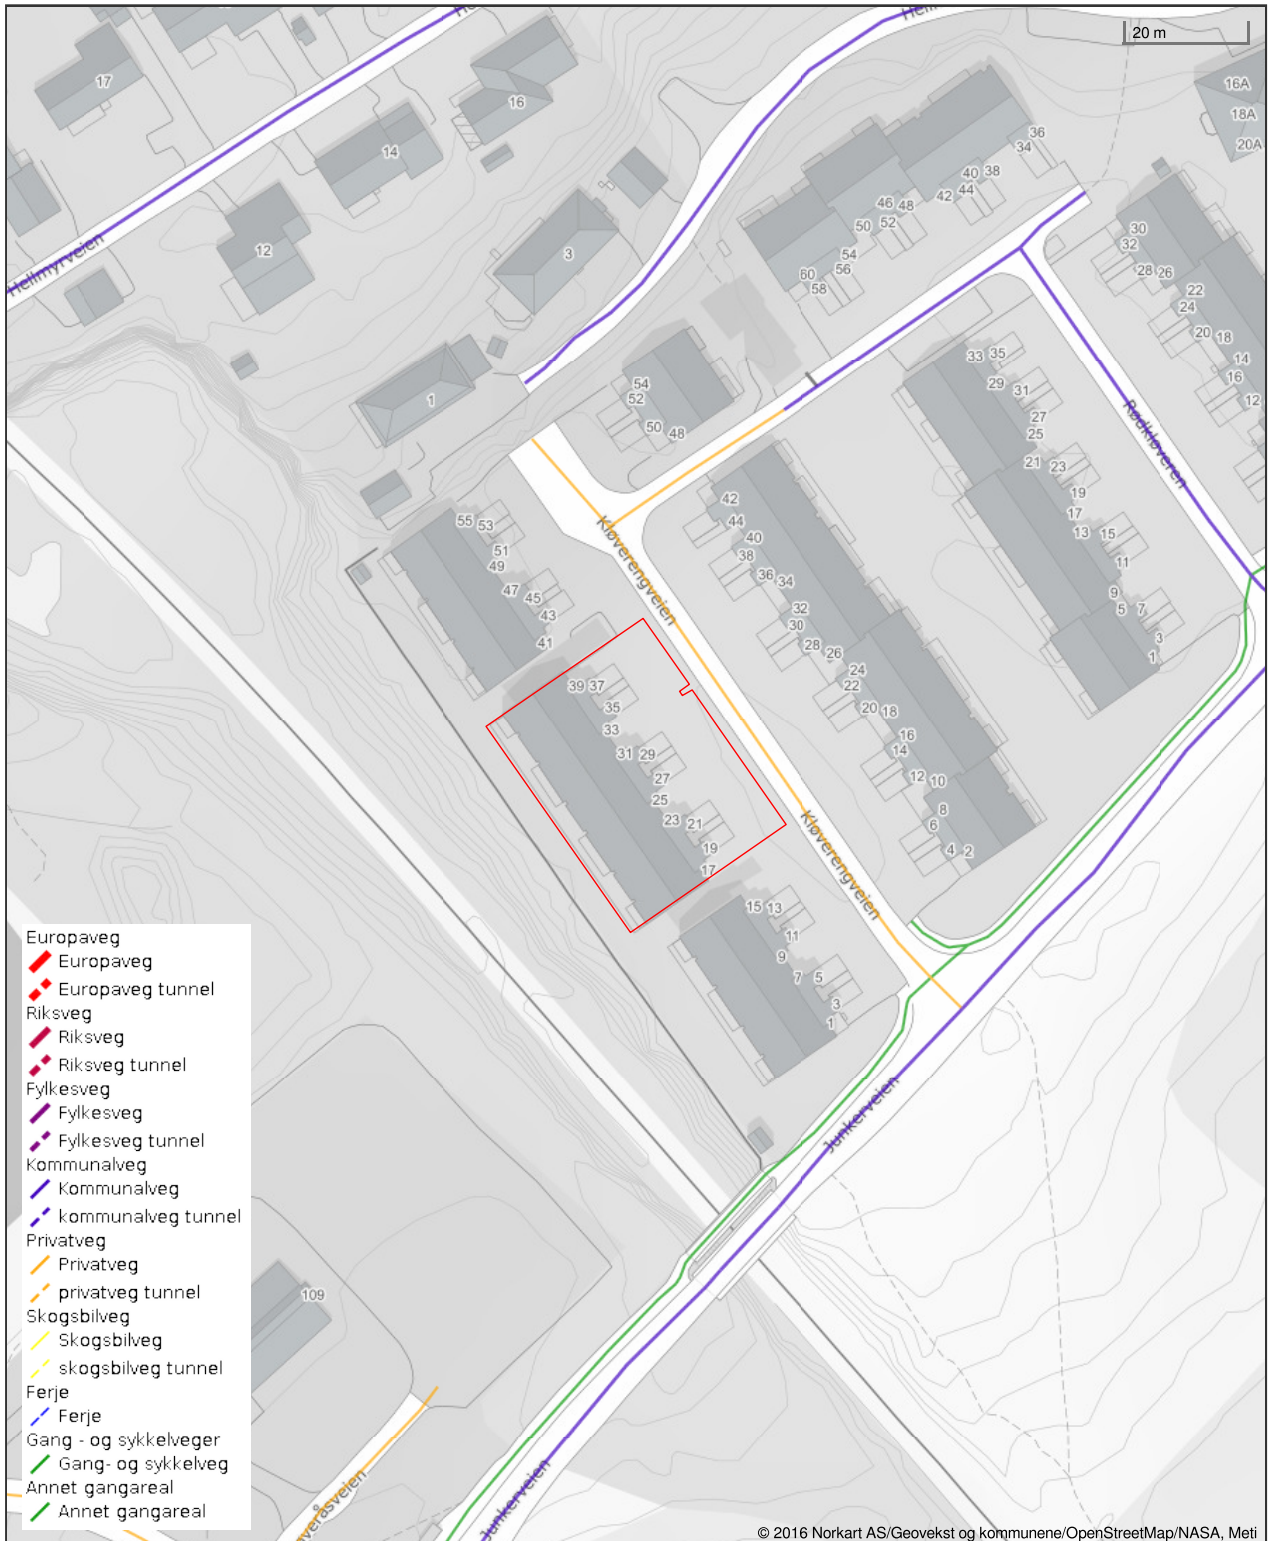 20 m
17
16
14
12
3
1
Hellmyrveien
16A
18A
20A
36
34
38
40
44
42
46
48
50
52
54
56
60
58
30
32
28 26
22
24
20 18
14
16
12
33 35
29
31
27
25
21
23
19
17
13
15
11
9
5
7
3
1
Rødkløveren
54
52
50
48
42
44
40
38
36
34
32
30
28
26
24
22
20
18
16
14
12
10
8
6
4
2
Kløverengveien
55
53
51
49
47
45
43
41
39
37
35
33
31
29
27
25
23
21
19
17
Kløverengveien
15
13
11
9
7
5
3
1
Junkerveien
109
Junkerveien
Europaveg
Europaveg
Europaveg tunnel
Riksveg
Riksveg
Riksveg tunnel
Fylkesveg
Fylkesveg
Fylkesveg tunnel
Kommunalveg
Kommunalveg
kommunalveg tunnel
Privatveg
Privatveg
privatveg tunnel
Skogsbilveg
Skogsbilveg
skogsbilveg tunnel
Ferje
Ferje
Gang - og sykkelveger
Gang- og sykkelveg
Annet gangareal
Annet gangareal
© 2016 Norkart AS/Geovekst og kommunene/OpenStreetMap/NASA, Meti